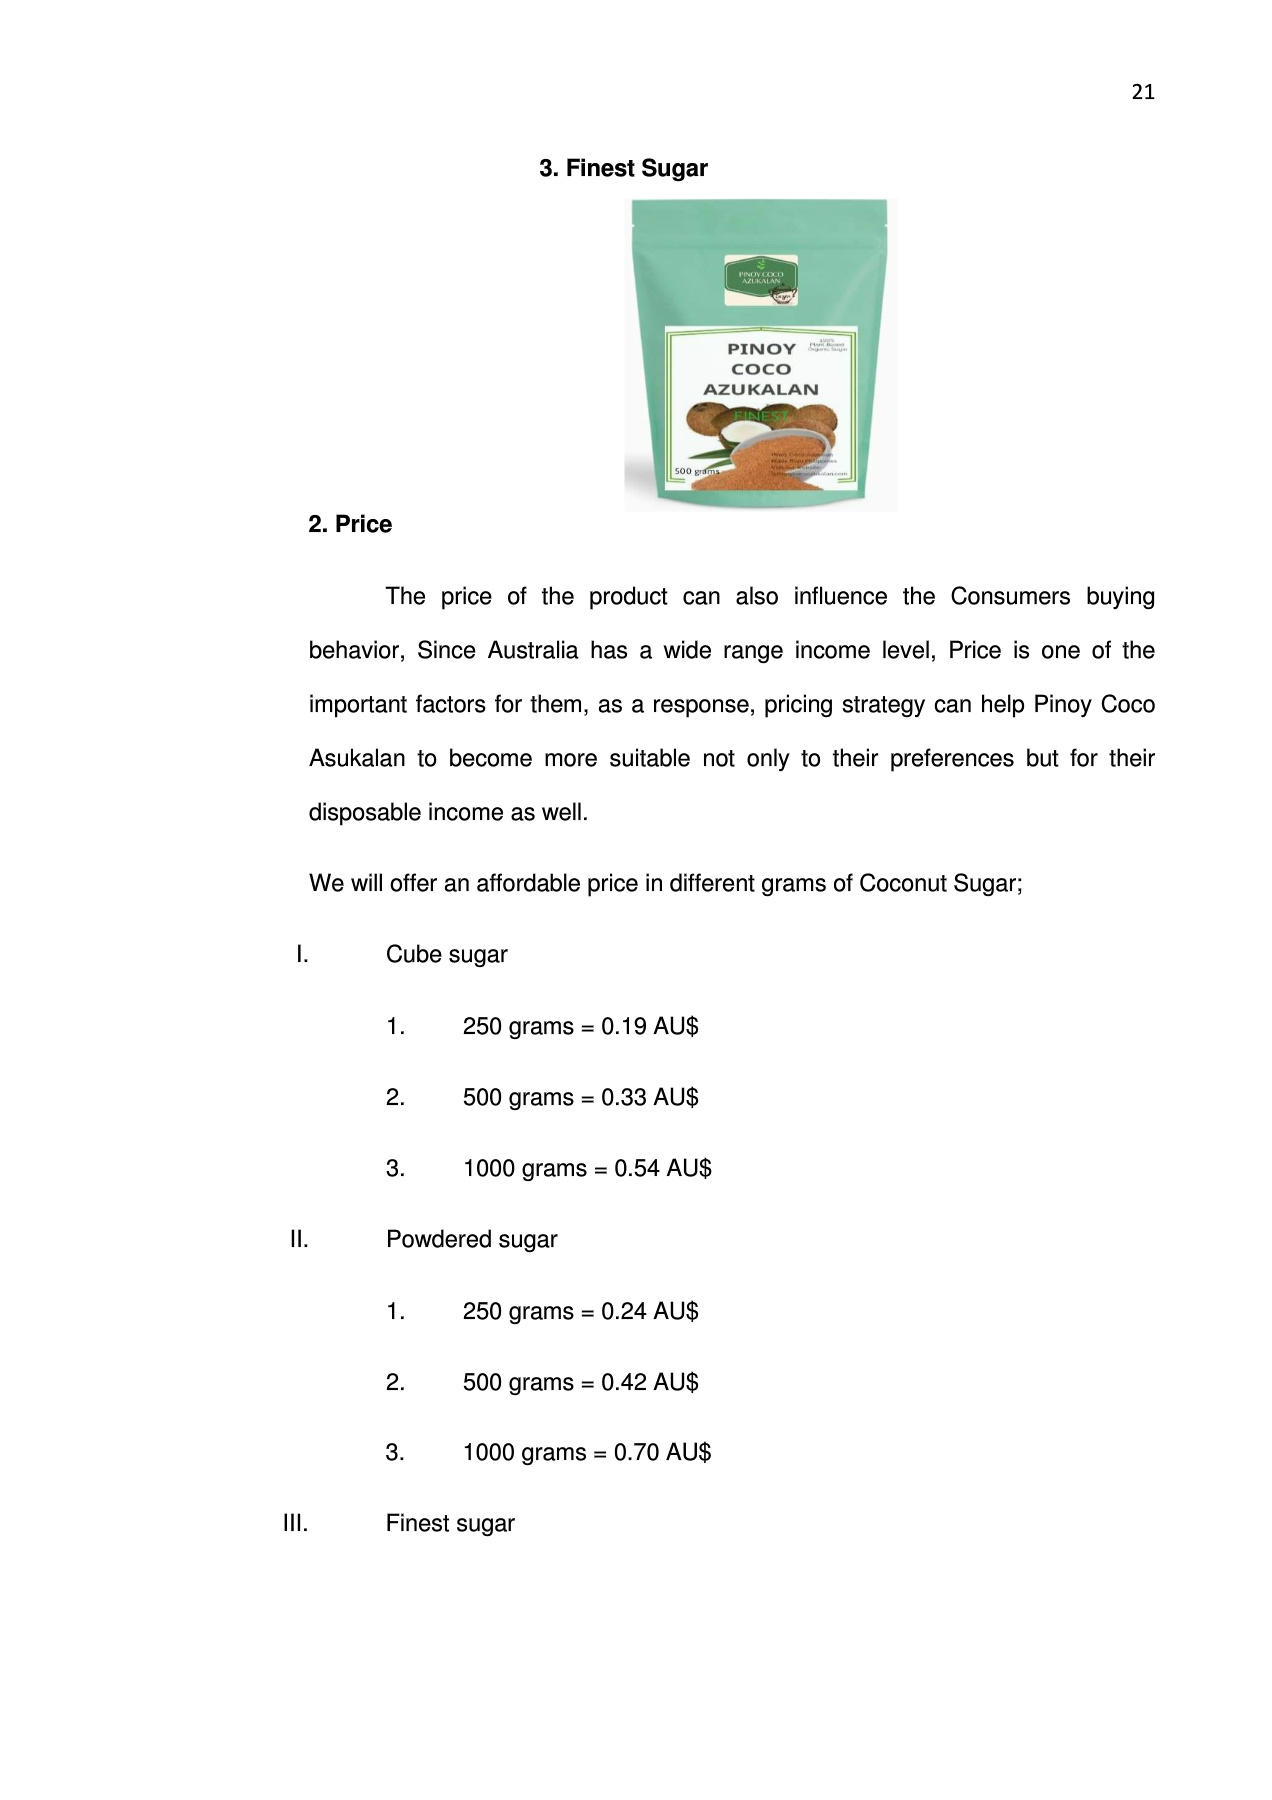 21
3. Finest Sugar
PINOY COCO
AZUKALAN
100%
Plant Based
Organic Sugar
PINOY
COCO
AZUKALAN
FINEST
500 grams
2. Price
The price of the product can also influence the Consumers buying
behavior, Since Australia has a wide range income level, Price is one of the
important factors for them, as a response, pricing strategy can help Pinoy Coco
Asukalan to become more suitable not only to their preferences but for their
disposable income as well.
We will offer an affordable price in different grams of Coconut Sugar;
I. Cube sugar
1. 250 grams = 0.19 AU$
2. 500 grams = 0.33 AU$
3. 1000 grams = 0.54 AU$
II. Powdered sugar
1. 250 grams = 0.24 AU$
2. 500 grams = 0.42 AU$
3. 1000 grams = 0.70 AU$
III. Finest sugar